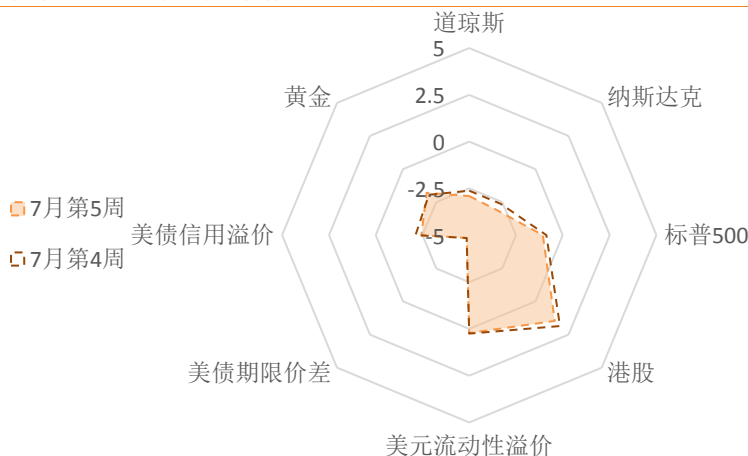 道琼斯
5
黄金
纳斯达克
2.5
0
-2.5
7月第5周
美债信用溢价
-5
标普500
7月第4周
美债期限价差
港股
美元流动性溢价